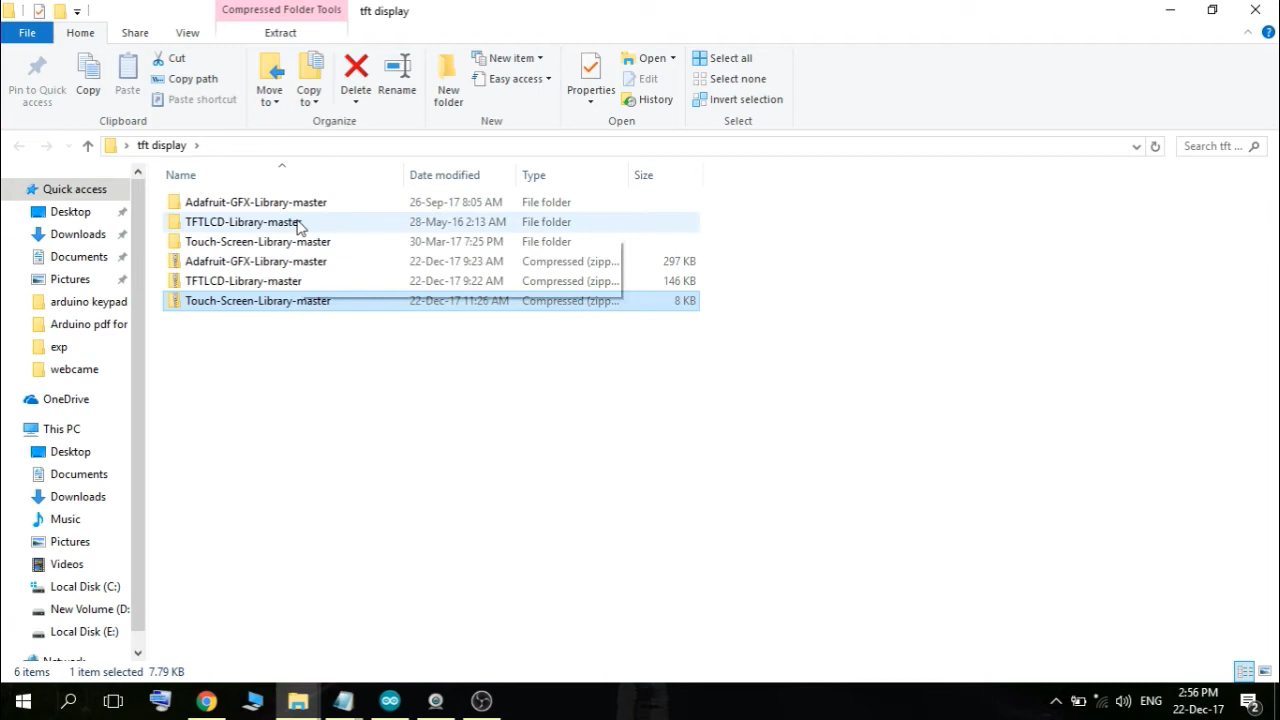 Compressed Folder Tools
tft display
File
Home
Share
View
Extract
Pin to Quick access
Copy
Paste
Cut
Copy path
Paste shortcut
Clipboard
Move to
Copy to
Delete
Rename
Organize
New folder
New item
Easy access
New
Properties
Open
Edit
History
Open
Select all
Select none
Invert selection
Select
tft display
Search tft ...
Name
Date modified
Type
Size
Adafruit-GFX-Library-master 26-Sep-17 8:05 AM File folder
TFTLCD-Library-master 28-May-16 2:13 AM File folder
Touch-Screen-Library-master 30-Mar-17 7:25 PM File folder
Adafruit-GFX-Library-master 22-Dec-17 9:23 AM Compressed (zipp... 297 KB
TFTLCD-Library-master 22-Dec-17 9:22 AM Compressed (zipp... 146 KB
Touch-Screen-Library-master 22-Dec-17 11:26 AM Compressed (zipp... 8 KB
Quick access
Desktop
Downloads
Documents
Pictures
arduino keypad
Arduino pdf for
exp
webcame
OneDrive
This PC
Desktop
Documents
Downloads
Music
Pictures
Videos
Local Disk (C:)
New Volume (D:
Local Disk (E:)
6 items 1 item selected 7.79 KB
ENG
2:56 PM
22-Dec-17
2